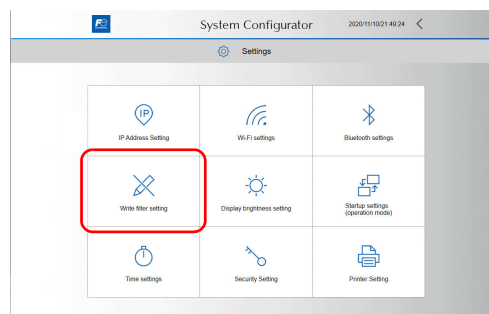 System Configurator
2020/11/10/21:49:24
Settings
IP
IP Address Setting
Wi-Fi settings
Bluetooth settings
Write filter setting
Display brightness setting
Startup settings
(operation mode)
Time settings
Security Setting
Printer Setting